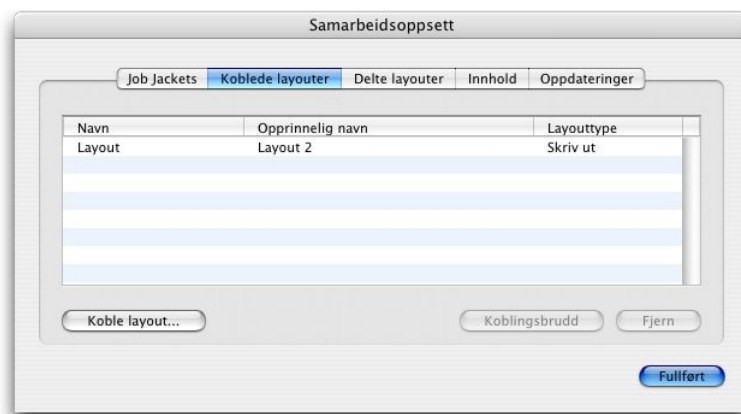 Samarbeidsoppsett
Job Jackets Koblede layouter Delte layouter Innhold Oppdateringer
Navn Opprinnelig navn Layouttype
Layout Layout 2 Skriv ut
Koble layout... Koblingsbrudd Fjern
Fullført